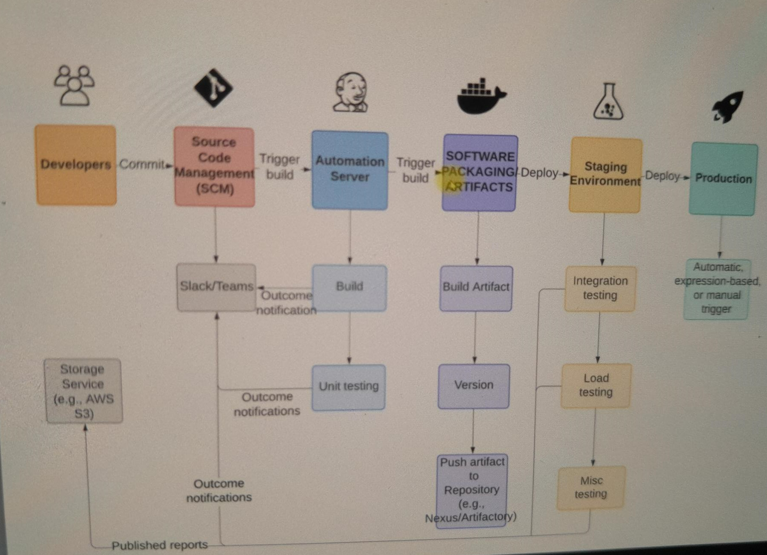 Developers
Commit
Source
Code
Management
(SCM)
Trigger
build
Automation
Server
Trigger
build
SOFTWARE
PACKAGING/
ARTIFACTS
Deploy
Staging
Environment
Deploy
Production
Slack/Teams
Outcome
notification
Build
Build Artifact
Integration
testing
Automatic,
expression-based,
or manual
trigger
Storage
Service
(e.g., AWS
S3)
Outcome
notifications
Unit testing
Version
Load
testing
Outcome
notifications
Push artifact
to
Repository
(e.g.,
Nexus/Artifactory)
Misc
testing
Published reports